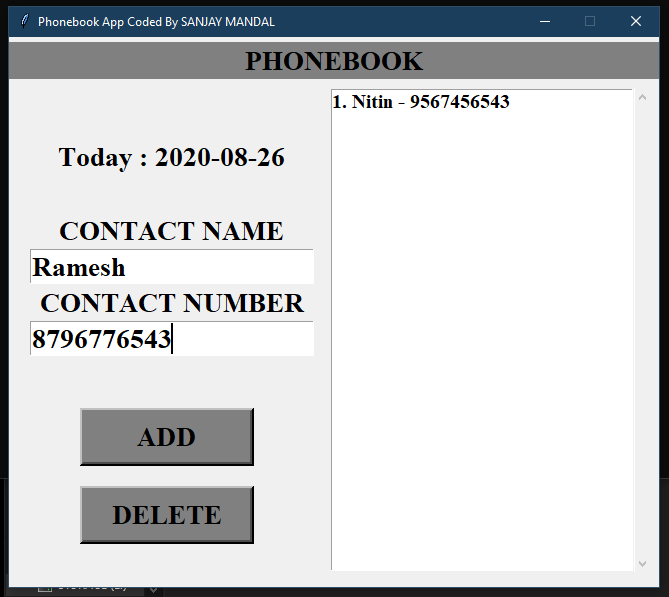 Phonebook App Coded By SANJAY MANDAL
PHONEBOOK
Today : 2020-08-26
CONTACT NAME
Ramesh
CONTACT NUMBER
8796776543
ADD
DELETE
1. Nitin - 9567456543